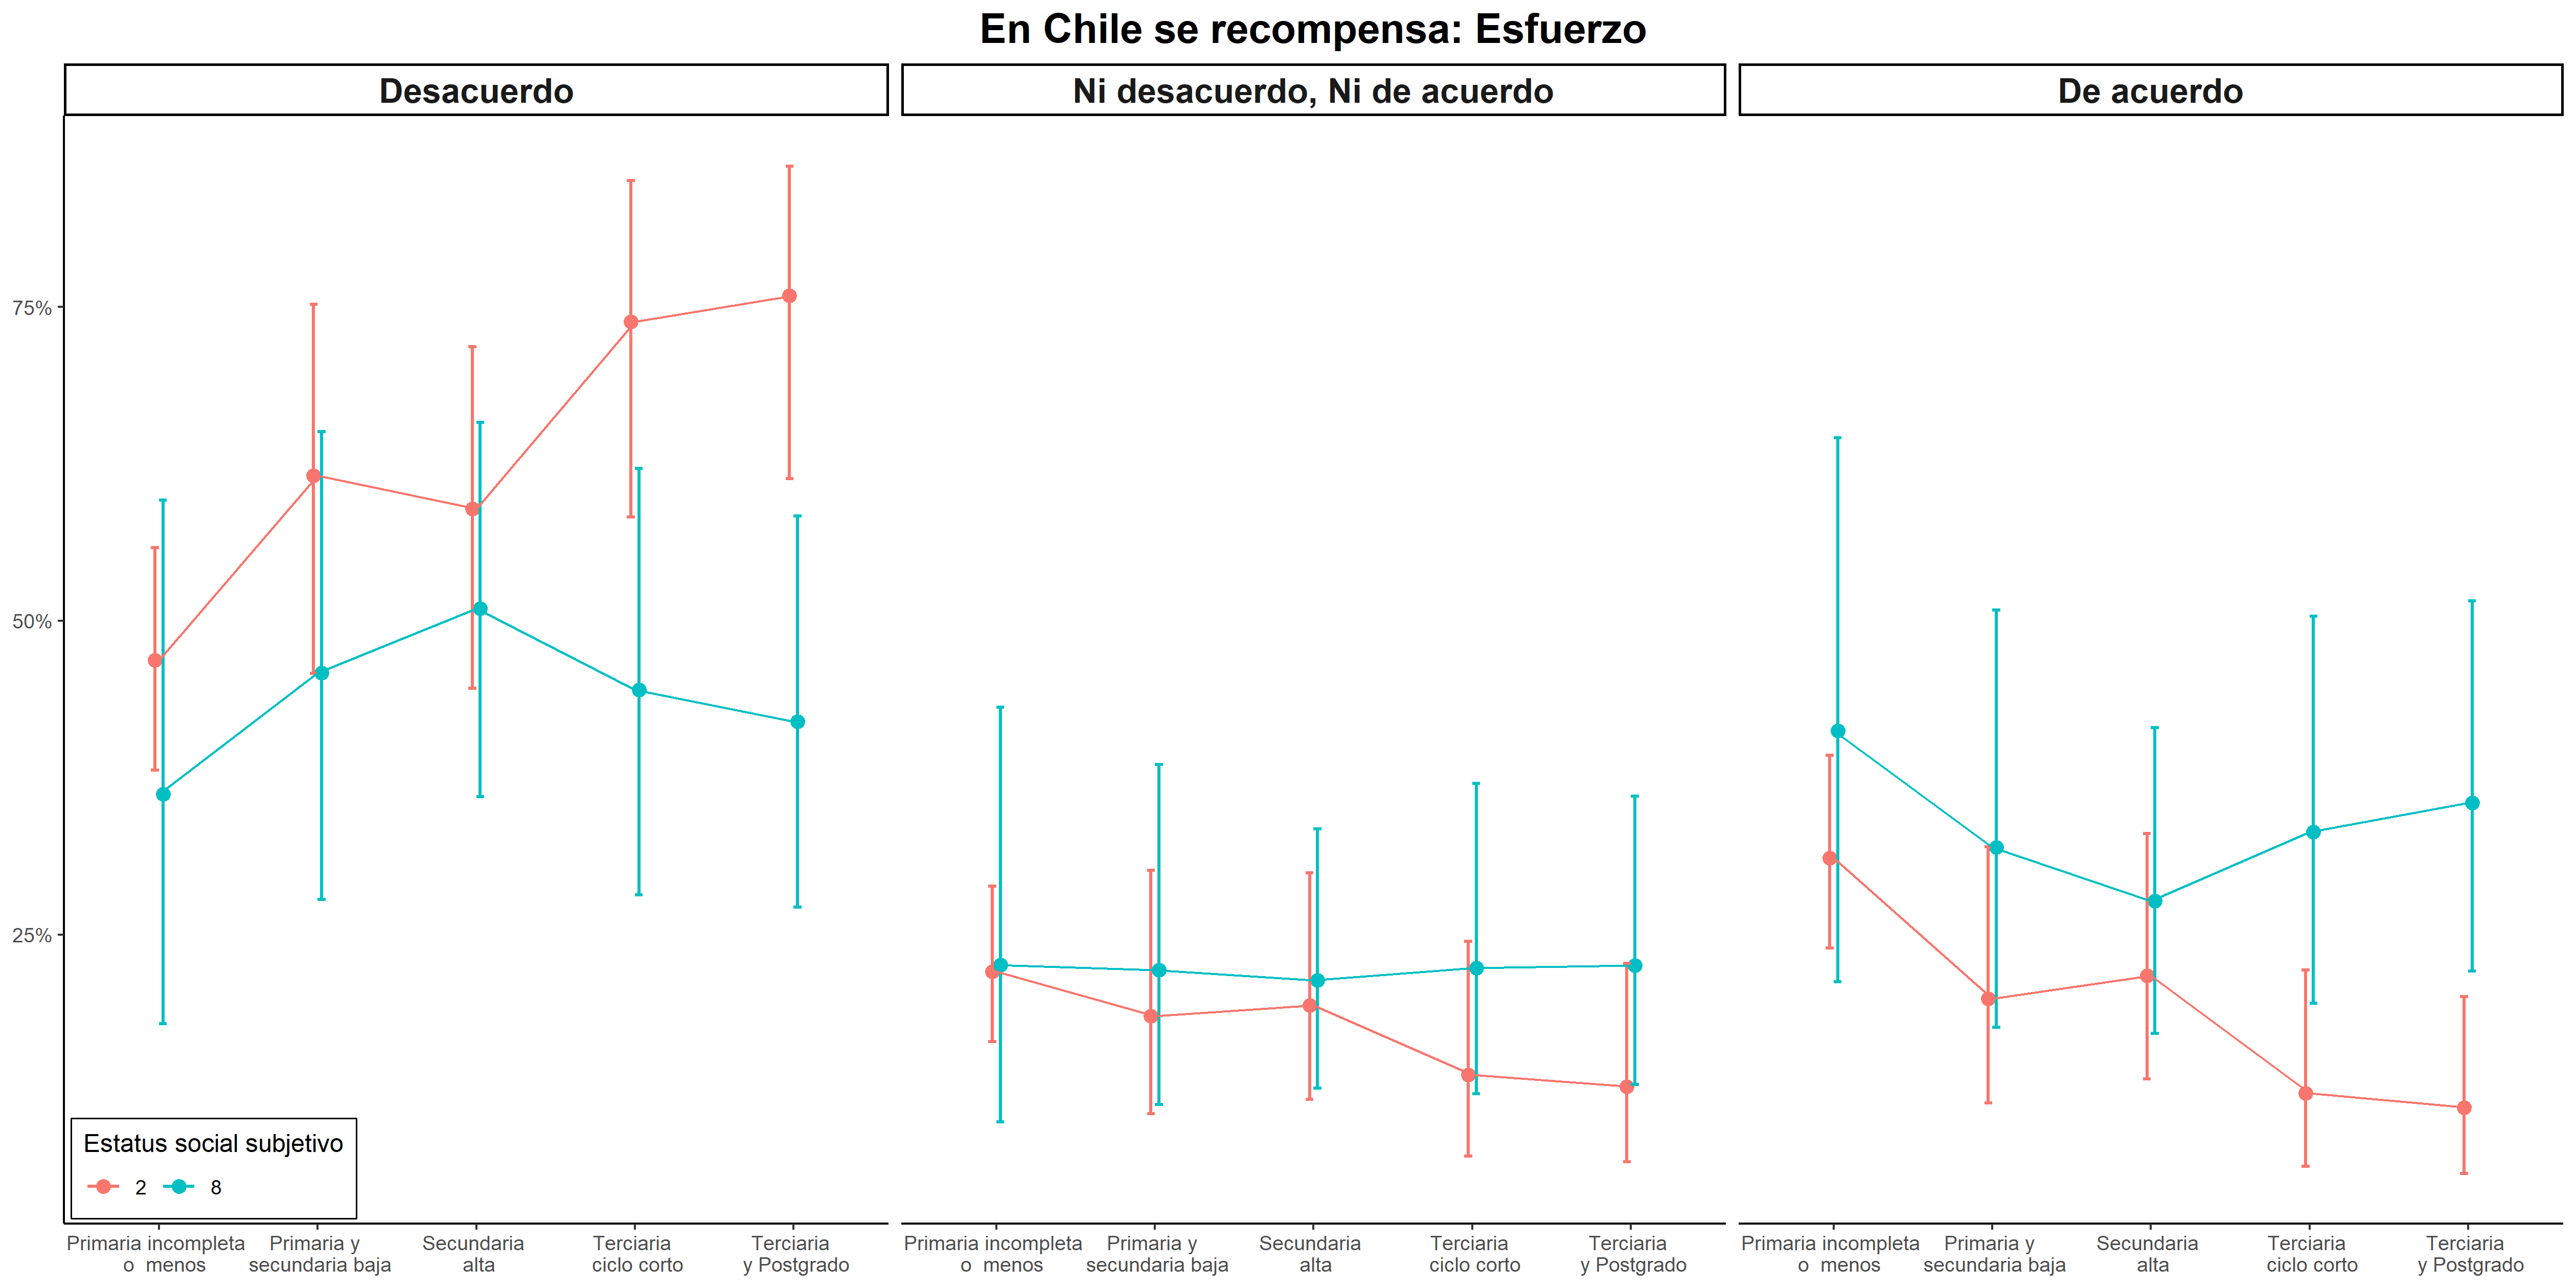 En Chile se recompensa: Esfuerzo
Desacuerdo
Ni desacuerdo, Ni de acuerdo
De acuerdo
75%
50%
25%
Estatus social subjetivo
2
8
Primaria incompleta
o menos
Primaria y
secundaria baja
Secundaria
alta
Terciaria
ciclo corto
Terciaria
y Postgrado
Primaria incompleta
o menos
Primaria y
secundaria baja
Secundaria
alta
Terciaria
ciclo corto
Terciaria
y Postgrado
Primaria incompleta
o menos
Primaria y
secundaria baja
Secundaria
alta
Terciaria
ciclo corto
Terciaria
y Postgrado